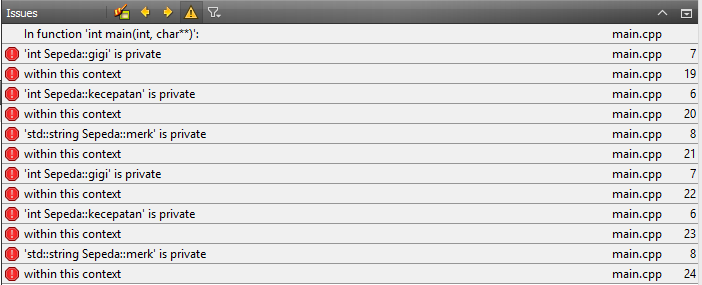 Issues
In function 'int main(int, char**)': main.cpp
'int Sepeda::gigi' is private main.cpp 7
within this context main.cpp 19
'int Sepeda::kecepatan' is private main.cpp 6
within this context main.cpp 20
'std::string Sepeda::merk' is private main.cpp 8
within this context main.cpp 21
'int Sepeda::gigi' is private main.cpp 7
within this context main.cpp 22
'int Sepeda::kecepatan' is private main.cpp 6
within this context main.cpp 23
'std::string Sepeda::merk' is private main.cpp 8
within this context main.cpp 24